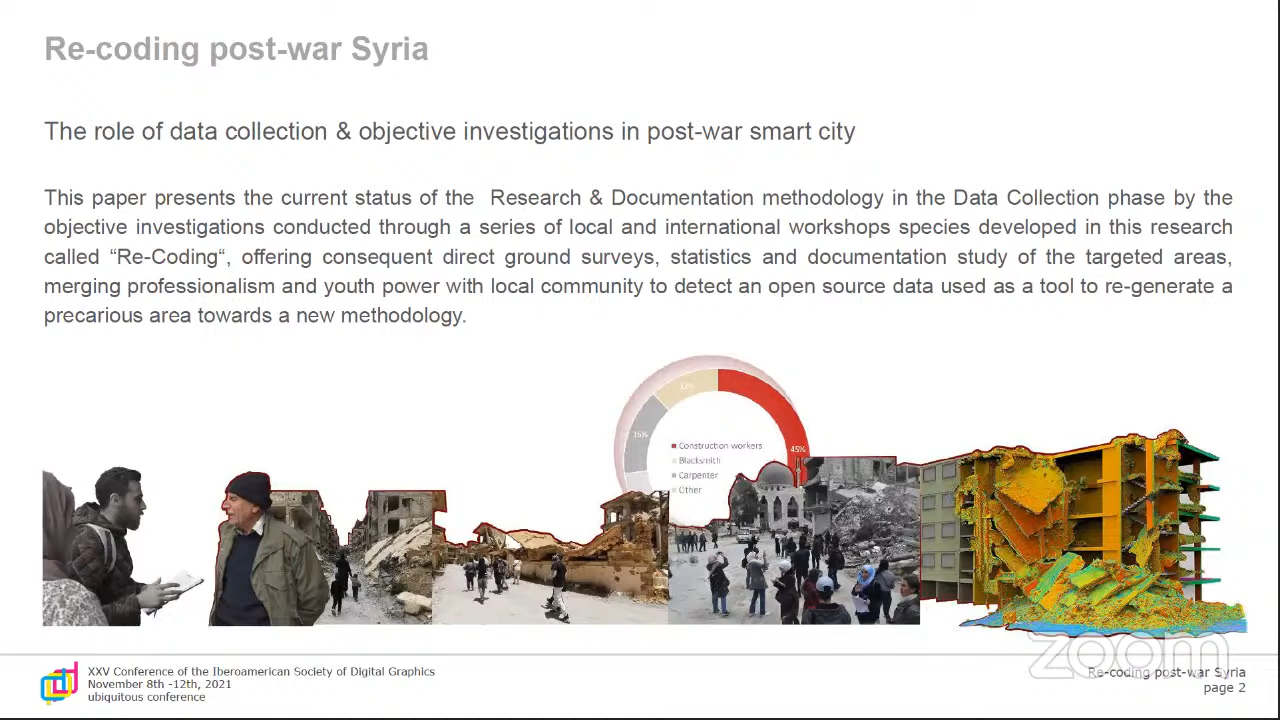 Re-coding post-war Syria
The role of data collection & objective investigations in post-war smart city
This paper presents the current status of the Research & Documentation methodology in the Data Collection phase by the
objective investigations conducted through a series of local and international workshops species developed in this research
called “Re-Coding“, offering consequent direct ground surveys, statistics and documentation study of the targeted areas,
merging professionalism and youth power with local community to detect an open source data used as a tool to re-generate a
precarious area towards a new methodology.
45%
Construction workers
Blacksmith
Carpenter
Other
XXV Conference of the Iberoamerican Society of Digital Graphics
November 8th -12th, 2021
ubiquitous conference
zoom
Re-coding post-war Syria
page 2